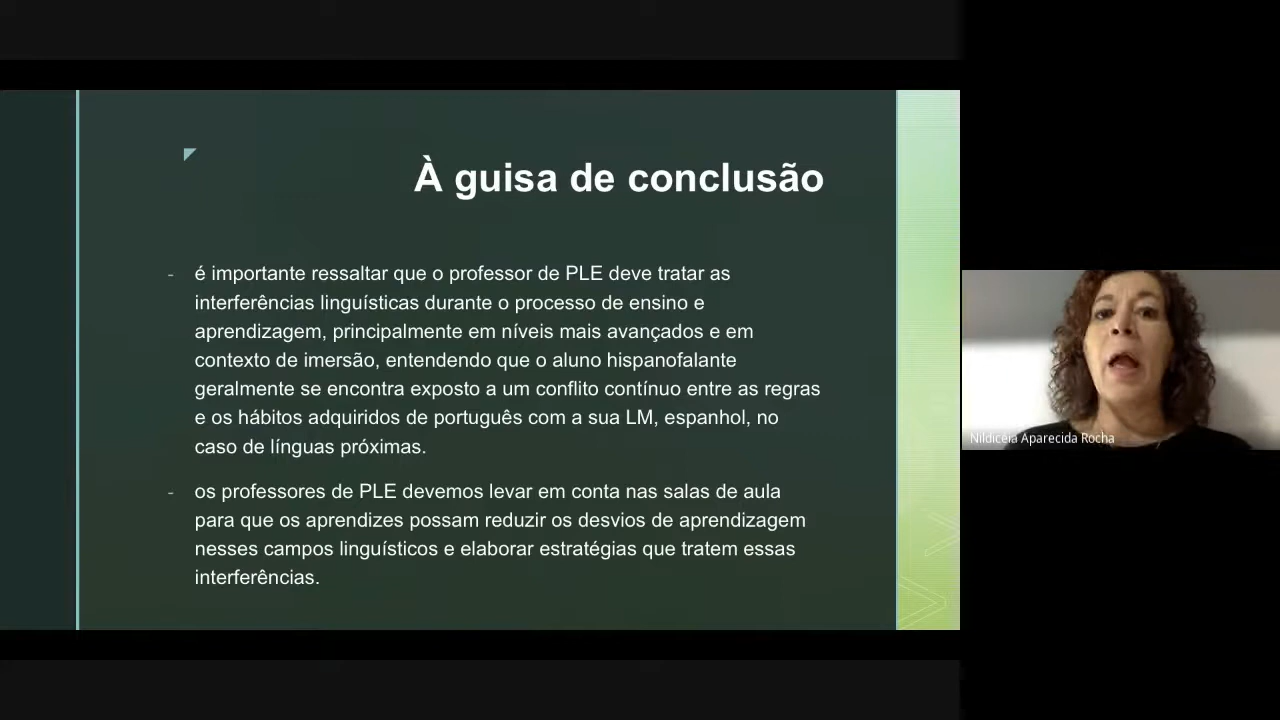 À guisa de conclusão
- é importante ressaltar que o professor de PLE deve tratar as
interferências linguísticas durante o processo de ensino e
aprendizagem, principalmente em níveis mais avançados e em
contexto de imersão, entendendo que o aluno hispanofalante
geralmente se encontra exposto a um conflito contínuo entre as regras
e os hábitos adquiridos de português com a sua LM, espanhol, no
caso de línguas próximas.
- os professores de PLE devemos levar em conta nas salas de aula
para que os aprendizes possam reduzir os desvios de aprendizagem
nesses campos linguísticos e elaborar estratégias que tratem essas
interferências.
Nildicéia Aparecida Rocha